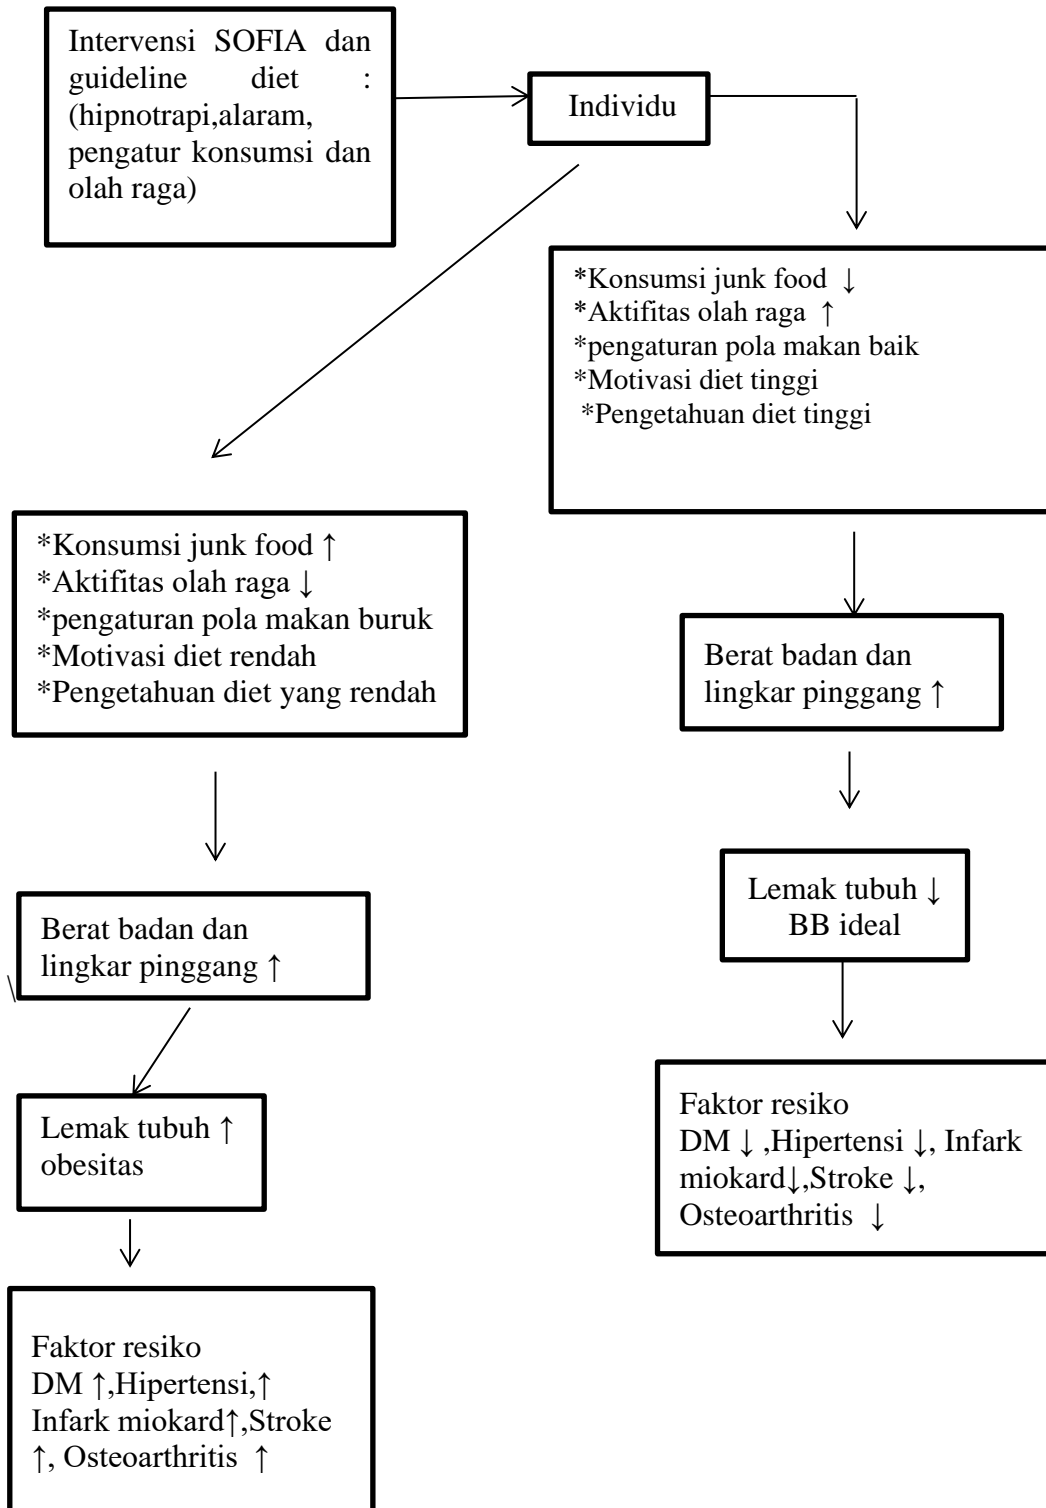 Intervensi SOFIA dan
guideline diet :
(hipnotrapi,alaram,
pengatur konsumsi dan
olah raga)
Individu
*Konsumsi junk food ↓
*Aktifitas olah raga ↑
*pengaturan pola makan baik
*Motivasi diet tinggi
*Pengetahuan diet tinggi
*Konsumsi junk food ↑
*Aktifitas olah raga ↓
*pengaturan pola makan buruk
*Motivasi diet rendah
*Pengetahuan diet yang rendah
Berat badan dan
lingkar pinggang ↑
Lemak tubuh ↓
BB ideal
Berat badan dan
lingkar pinggang ↑
\
Lemak tubuh ↑
obesitas
Faktor resiko
DM ↓ ,Hipertensi ↓, Infark
miokard↓,Stroke ↓,
Osteoarthritis ↓
Faktor resiko
DM ↑,Hipertensi,↑
Infark miokard↑,Stroke
↑, Osteoarthritis ↑